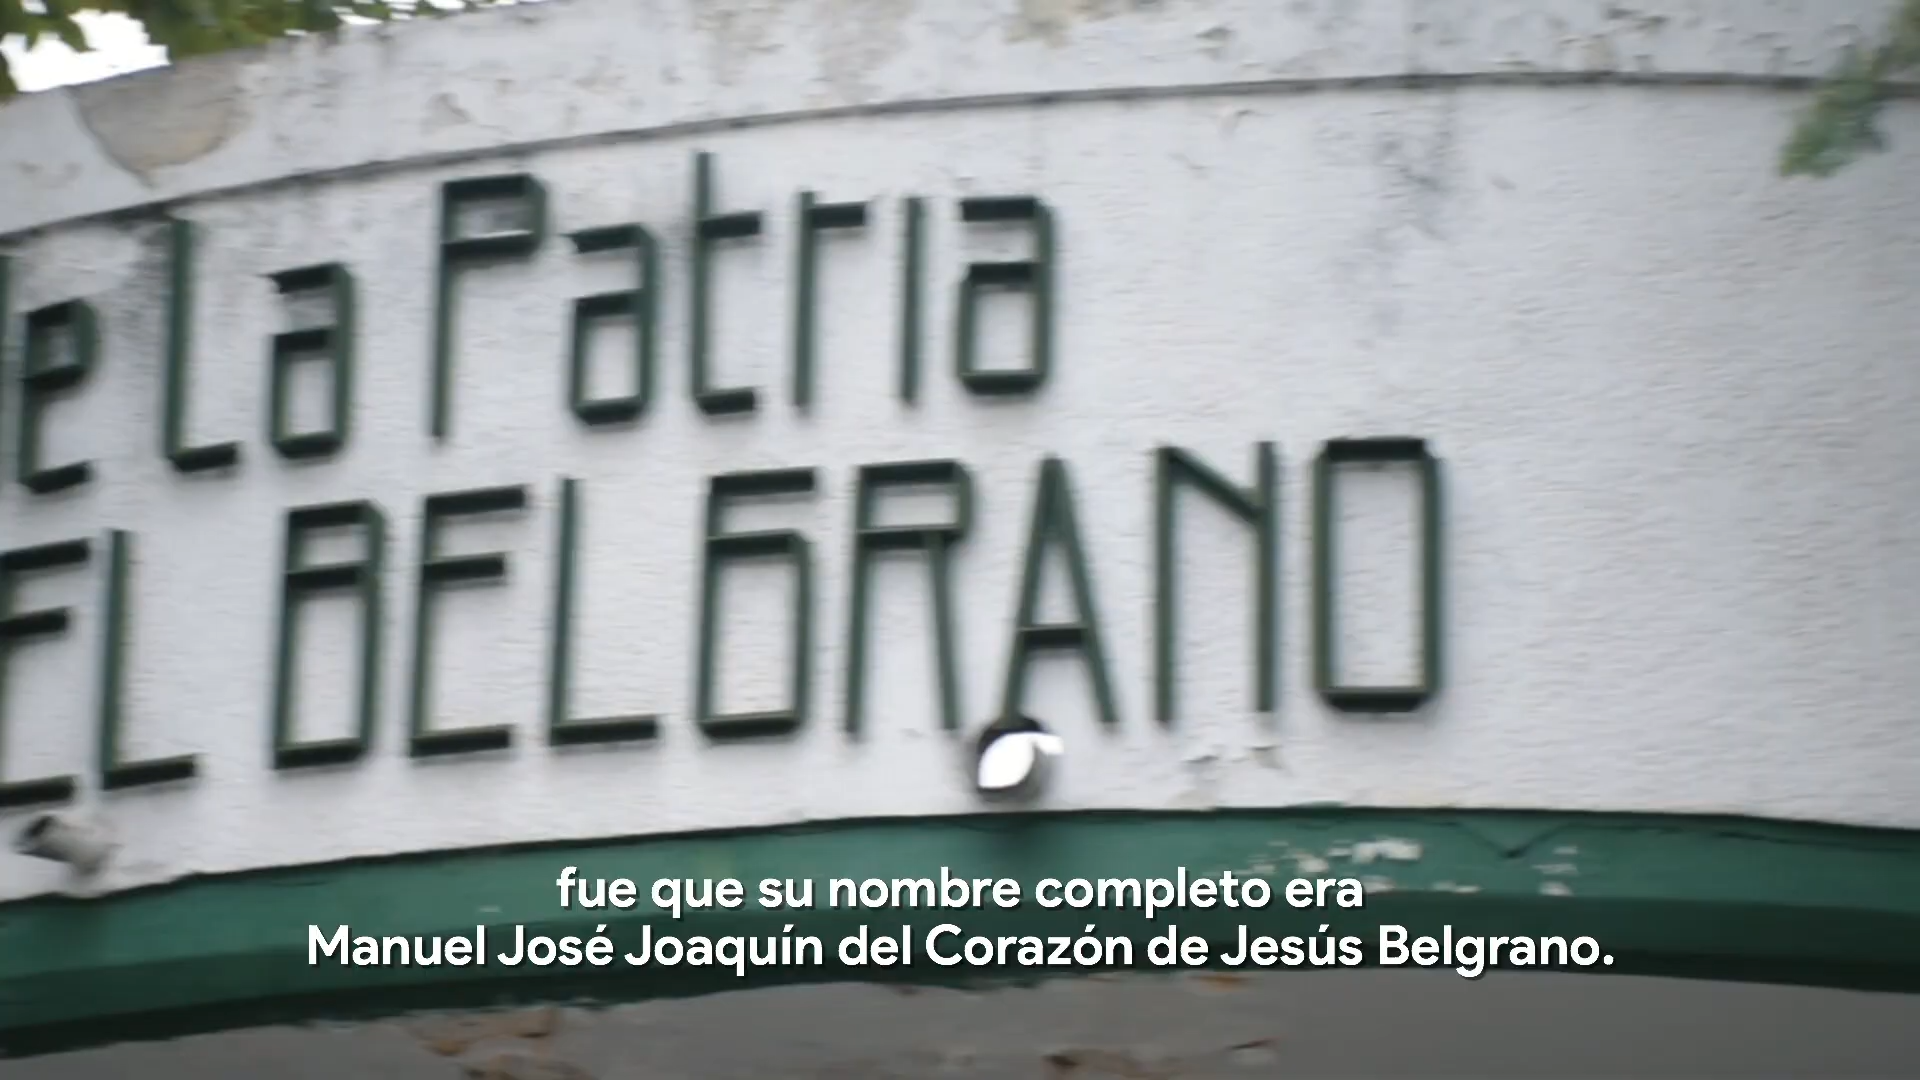 e La Patria
EL BELGRANO
fue que su nombre completo era
Manuel José Joaquín del Corazón de Jesús Belgrano.